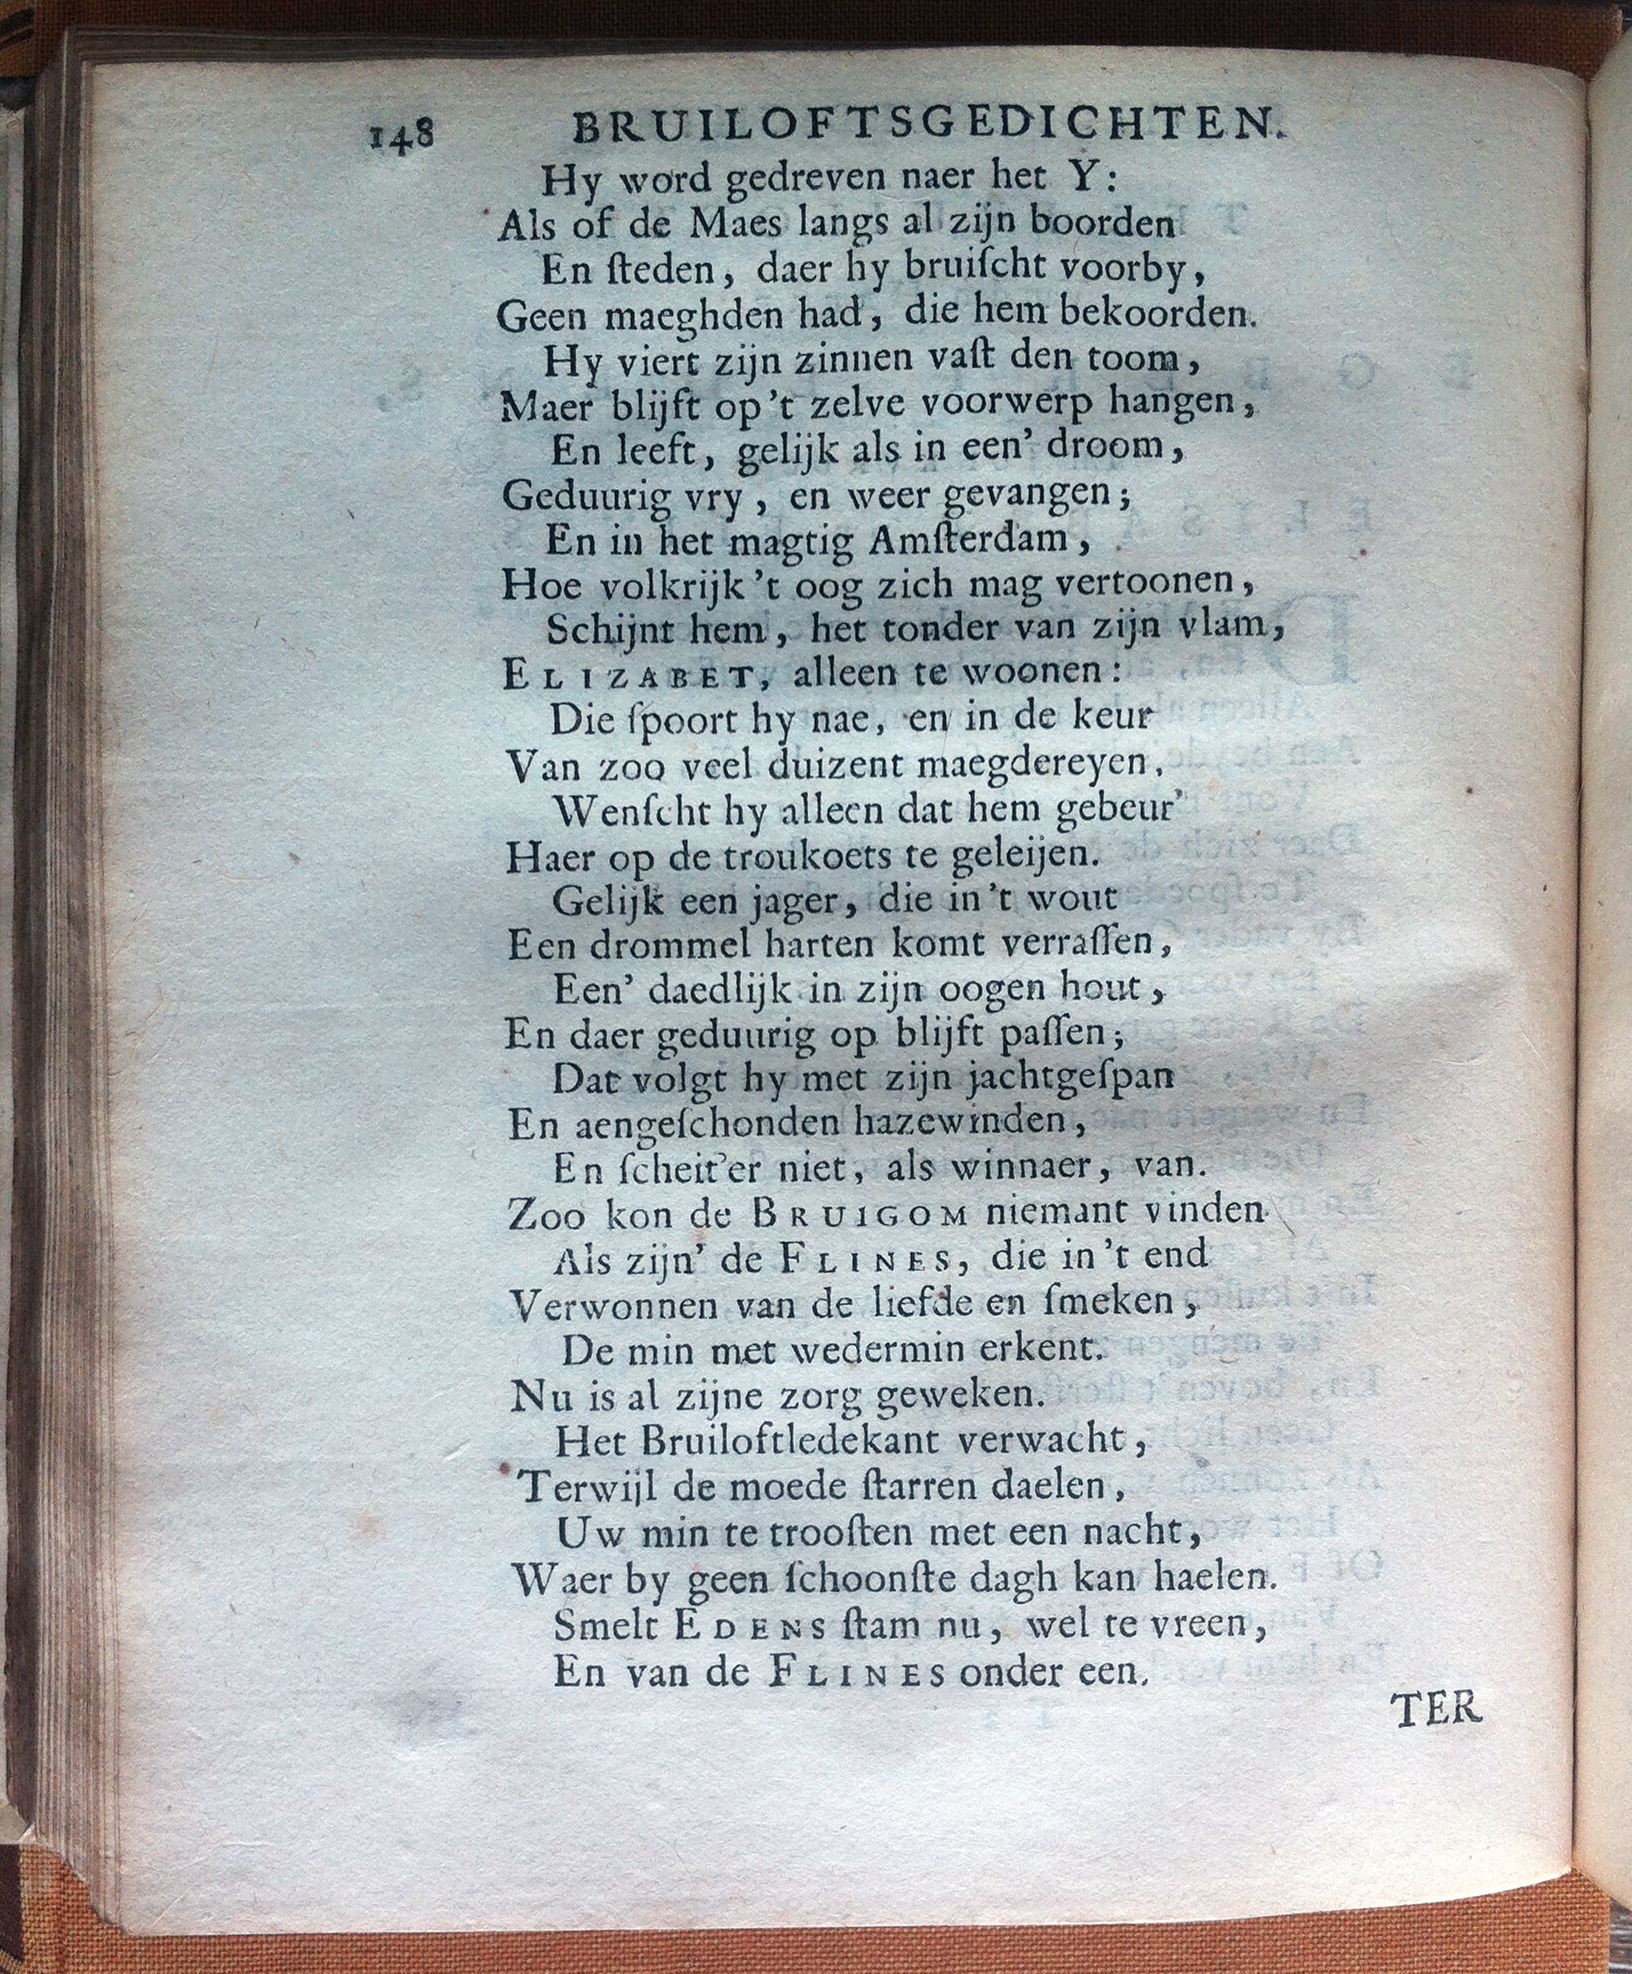 148 BRUILOFTSGEDICHTEN.
Hy word gedreven naer het Y:
Als of de Maes langs al zijn boorden
En ſteden, daer hy bruiſcht voorby,
Geen maeghden had, die hem bekoorden.
Hy viert zijn zinnen vaſt den toom,
Maer blijft op 't zelve voorwerp hangen,
En leeft, gelijk als in een' droom,
Geduurig vry, en weer gevangen;
En in het magtig Amſterdam,
Hoe volkrijk 't oog zich mag vertoonen,
Schijnt hem, het tonder van zijn vlam,
ELIZABET, alleen te woonen:
Die ſpoort hy nae, en in de keur
Van zoo veel duizent maegdereyen,
Wenſcht hy alleen dat hem gebeur'
Haer op de troukoets te geleijen.
Gelijk een jager, die in 't wout
Een drommel harten komt verraſſen,
Een' daedlijk in zijn oogen hout,
En daer geduurig op blijft paſſen;
Dat volgt hy met zijn jachtgeſpan
En aengeſchonden hazewinden,
En ſcheit'er niet, als winnaer, van.
Zoo kon de BRUIGOM niemant vinden
Als zijn' de FLINES, die in 't end
Verwonnen van de liefde en ſmeken,
De min met wedermin erkent.
Nu is al zijne zorg geweken.
Het Bruiloftledekant verwacht,
Terwijl de moede ſtarren daelen,
Uw min te trooſten met een nacht,
Waer by geen ſchoonſte dagh kan haelen.
Smelt EDENS ſtam nu, wel te vreen,
En van de FLINES onder een.
TER